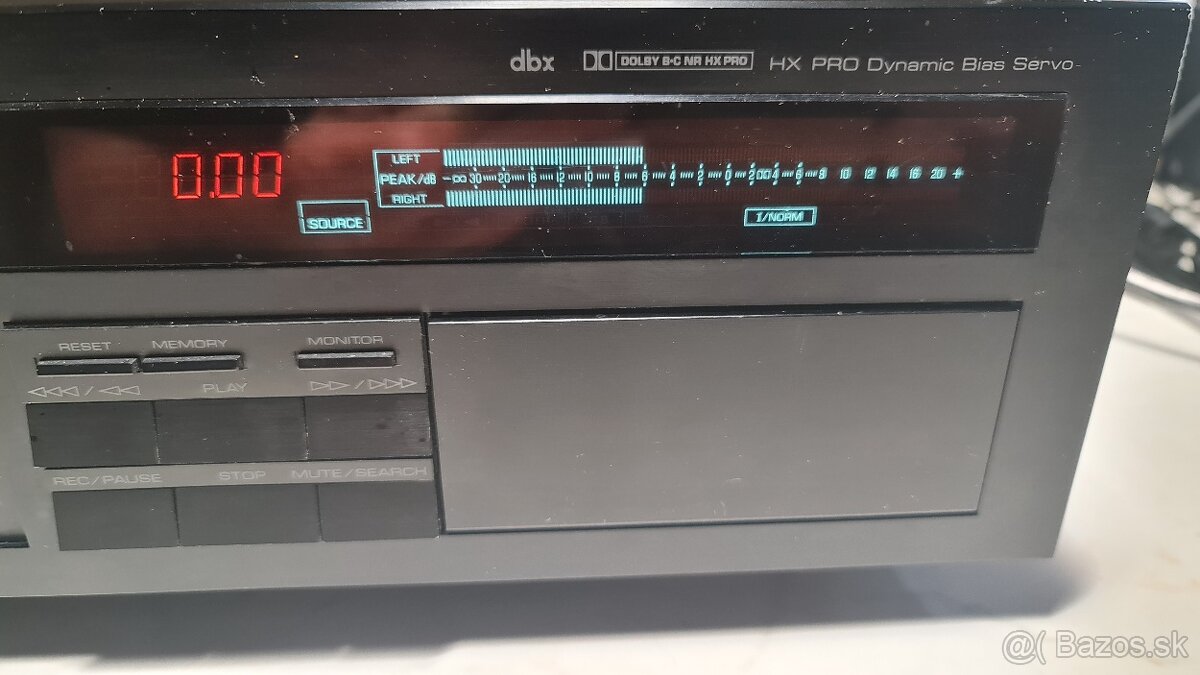 dbx DOLBY B-C NR HX PRO HX PRO Dynamic Bias Servo
0.00
LEFT
PEAK/dB -∞ 30 20 16 12 10 8 6 4 2 0 2 4 6 8 10 12 14 16 20 +
RIGHT
SOURCE
I/NORM
RESET MEMORY MONITOR
PLAY
REC/PAUSE STOP MUTE/SEARCH
@( Bazos.sk